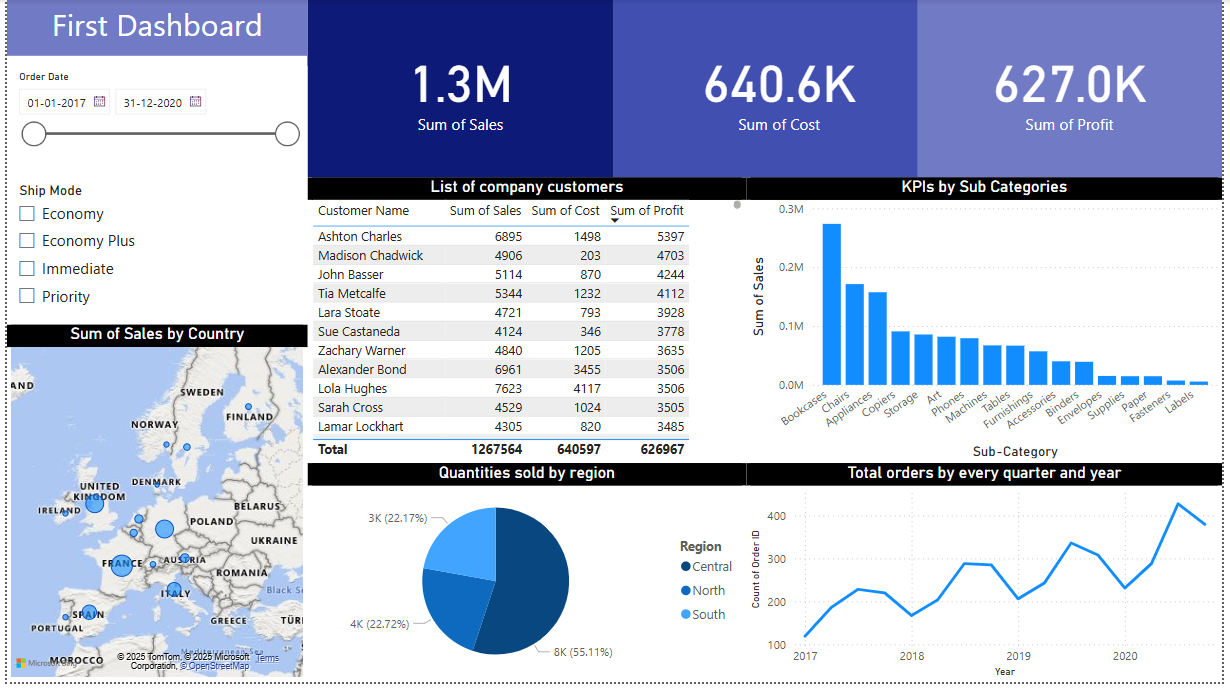 First Dashboard
Order Date
01-01-2017
31-12-2020
Ship Mode
Economy
Economy Plus
Immediate
Priority
1.3M
Sum of Sales
640.6K
Sum of Cost
627.0K
Sum of Profit
List of company customers
Customer Name Sum of Sales Sum of Cost Sum of Profit
Ashton Charles 6895 1498 5397
Madison Chadwick 4906 203 4703
John Basser 5114 870 4244
Tia Metcalfe 5344 1232 4112
Lara Stoate 4721 793 3928
Sue Castaneda 4124 346 3778
Zachary Warner 4840 1205 3635
Alexander Bond 6961 3455 3506
Lola Hughes 7623 4117 3506
Sarah Cross 4529 1024 3505
Lamar Lockhart 4305 820 3485
Total 1267564 640597 626967
KPIs by Sub Categories
Sum of Sales
0.3M
0.2M
0.1M
0.0M
Bookcases
Chairs
Appliances
Copiers
Storage
Art
Phones
Machines
Tables
Furnishings
Accessories
Binders
Envelopes
Supplies
Paper
Fasteners
Labels
Sub-Category
Sum of Sales by Country
AND
SWEDEN
FINLAND
NORWAY
UNITED
KINGDOM
DENMARK
IRELAND
BELARUS
POLAND
UKRAINE
FRANCE
AUSTRIA
ROMANIA
ITALY
Black Se
SPAIN
PORTUGAL
GREECE
TÜR
MOROCCO
Mediterranean Sea
Microsoft Bing
© 2025 TomTom, © 2025 Microsoft
Corporation, © OpenStreetMap
Terms
Quantities sold by region
3K (22.17%)
4K (22.72%)
8K (55.11%)
Region
Central
North
South
Total orders by every quarter and year
Count of Order ID
400
300
200
100
2017
2018
2019
2020
Year